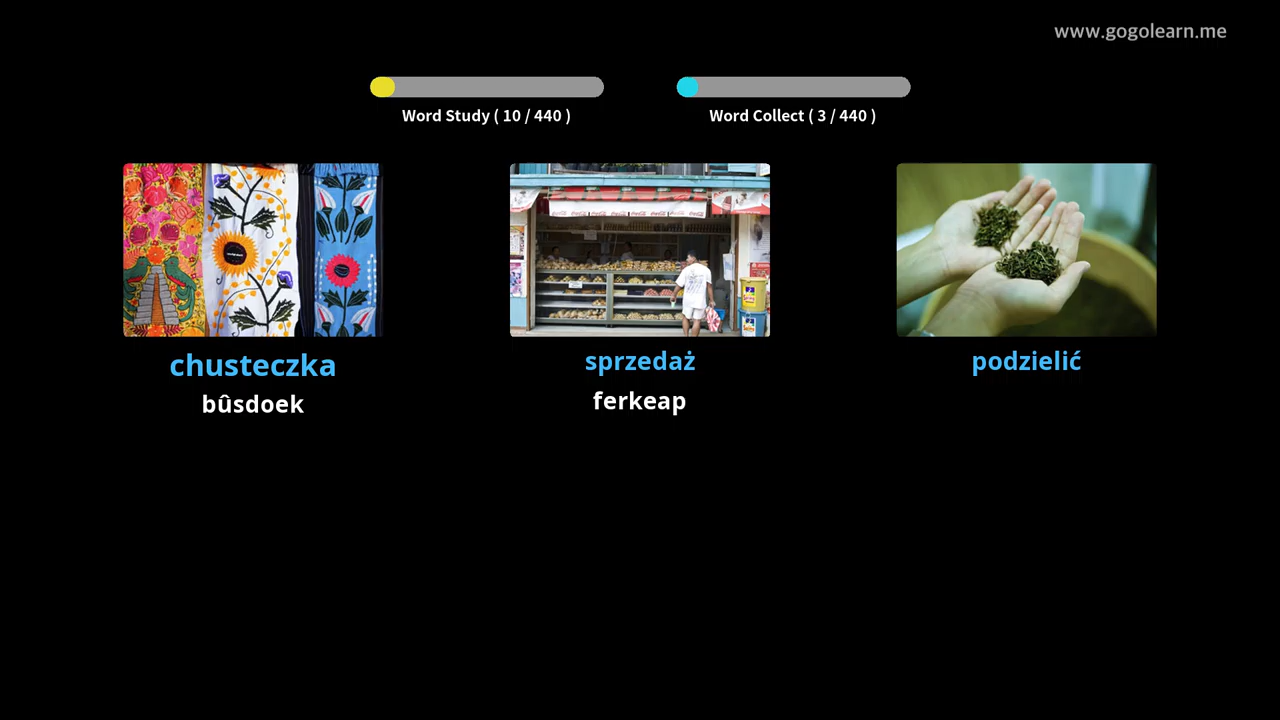 www.gogolearn.me
Word Study ( 10 / 440 )
Word Collect ( 3 / 440 )
chusteczka
bûsdoek
sprzedaż
ferkeap
podzielić